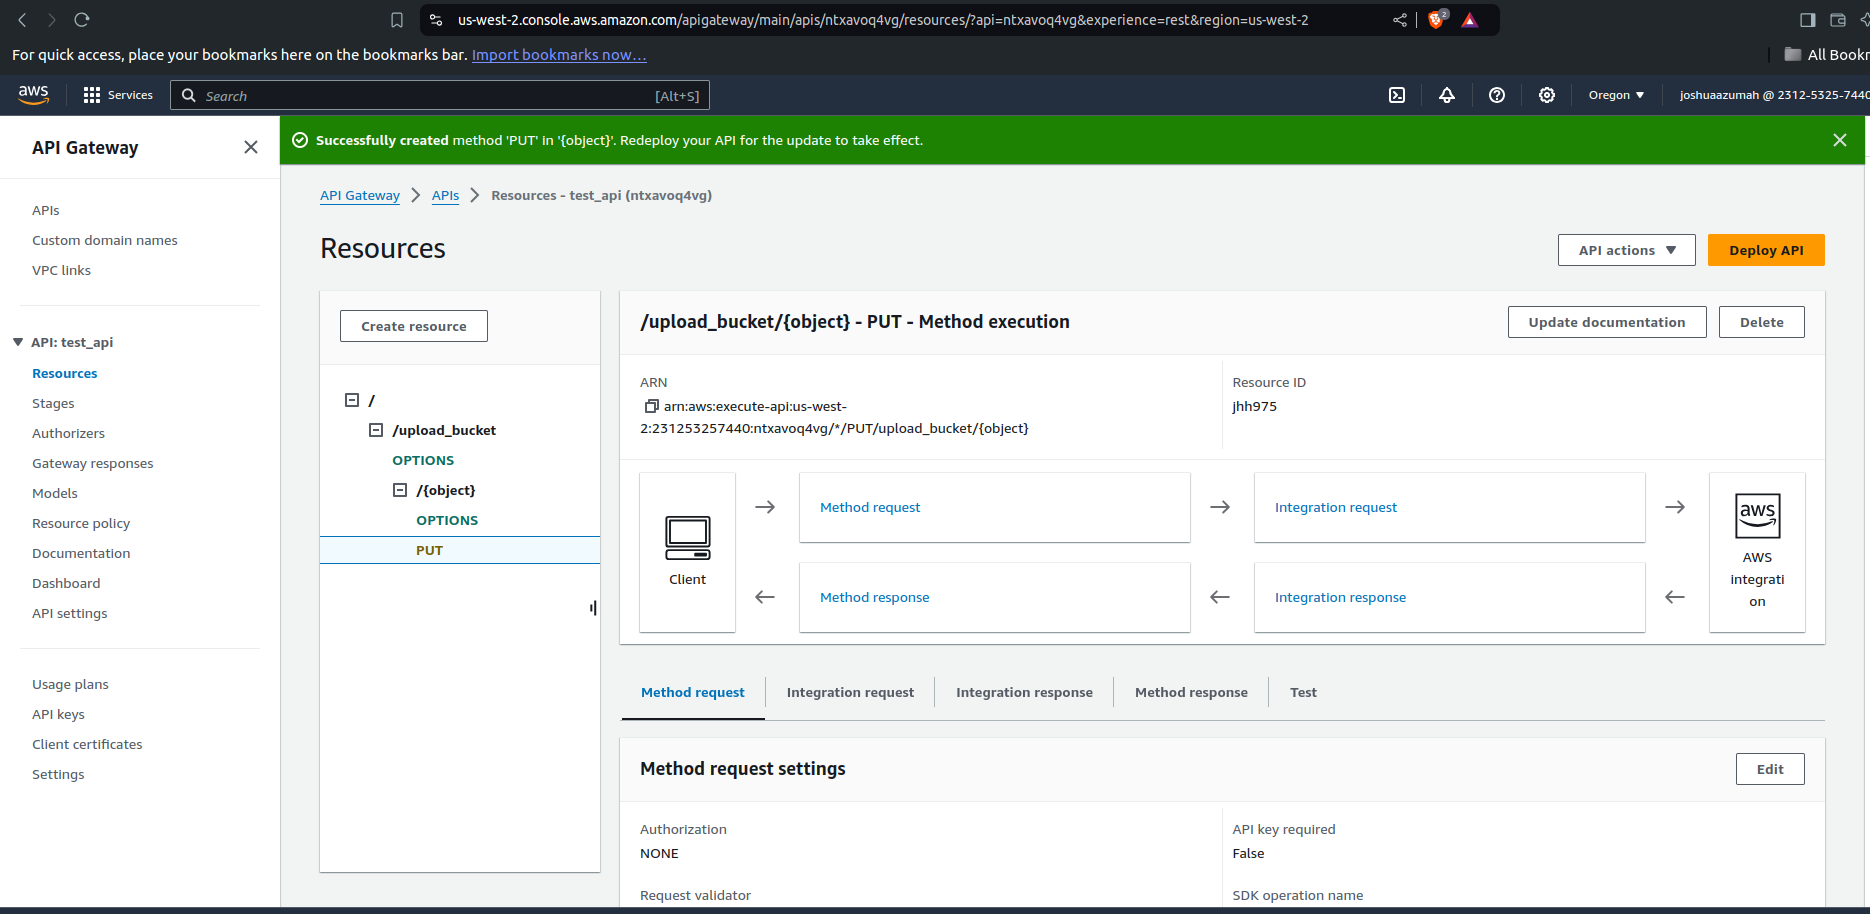 us-west-2.console.aws.amazon.com/apigateway/main/apis/ntxavoq4vg/resources/?api=ntxavoq4vg&experience=rest&region=us-west-2
2
For quick access, place your bookmarks here on the bookmarks bar. Import bookmarks now...
All Bookr
aws
Services
Search
[Alt+S]
Oregon
joshuaazumah @ 2312-5325-7440
API Gateway
Successfully created method 'PUT' in '{object}'. Redeploy your API for the update to take effect.
APIs
Custom domain names
VPC links
API: test_api
Resources
Stages
Authorizers
Gateway responses
Models
Resource policy
Documentation
Dashboard
API settings
Usage plans
API keys
Client certificates
Settings
API Gateway
APIs
Resources - test_api (ntxavoq4vg)
Resources
API actions
Deploy API
Create resource
/
/upload_bucket
OPTIONS
/{object}
OPTIONS
PUT
/upload_bucket/{object} - PUT - Method execution
Update documentation
Delete
ARN
arn:aws:execute-api:us-west-
2:231253257440:ntxavoq4vg/*/PUT/upload_bucket/{object}
Resource ID
jhh975
Client
Method request
Integration request
Method response
Integration response
aws
AWS
integrati
on
Method request
Integration request
Integration response
Method response
Test
Method request settings
Edit
Authorization
NONE
API key required
False
Request validator
SDK operation name